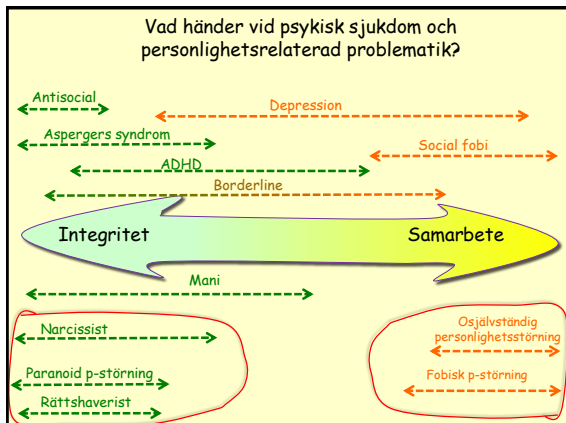 Vad händer vid psykisk sjukdom och
personlighetsrelaterad problematik?
Antisocial
Depression
Aspergers syndrom
Social fobi
ADHD
Borderline
Integritet
Samarbete
Mani
Narcissist
Osjälvständig
personlighetsstörning
Paranoid p-störning
Fobisk p-störning
Rättshaverist